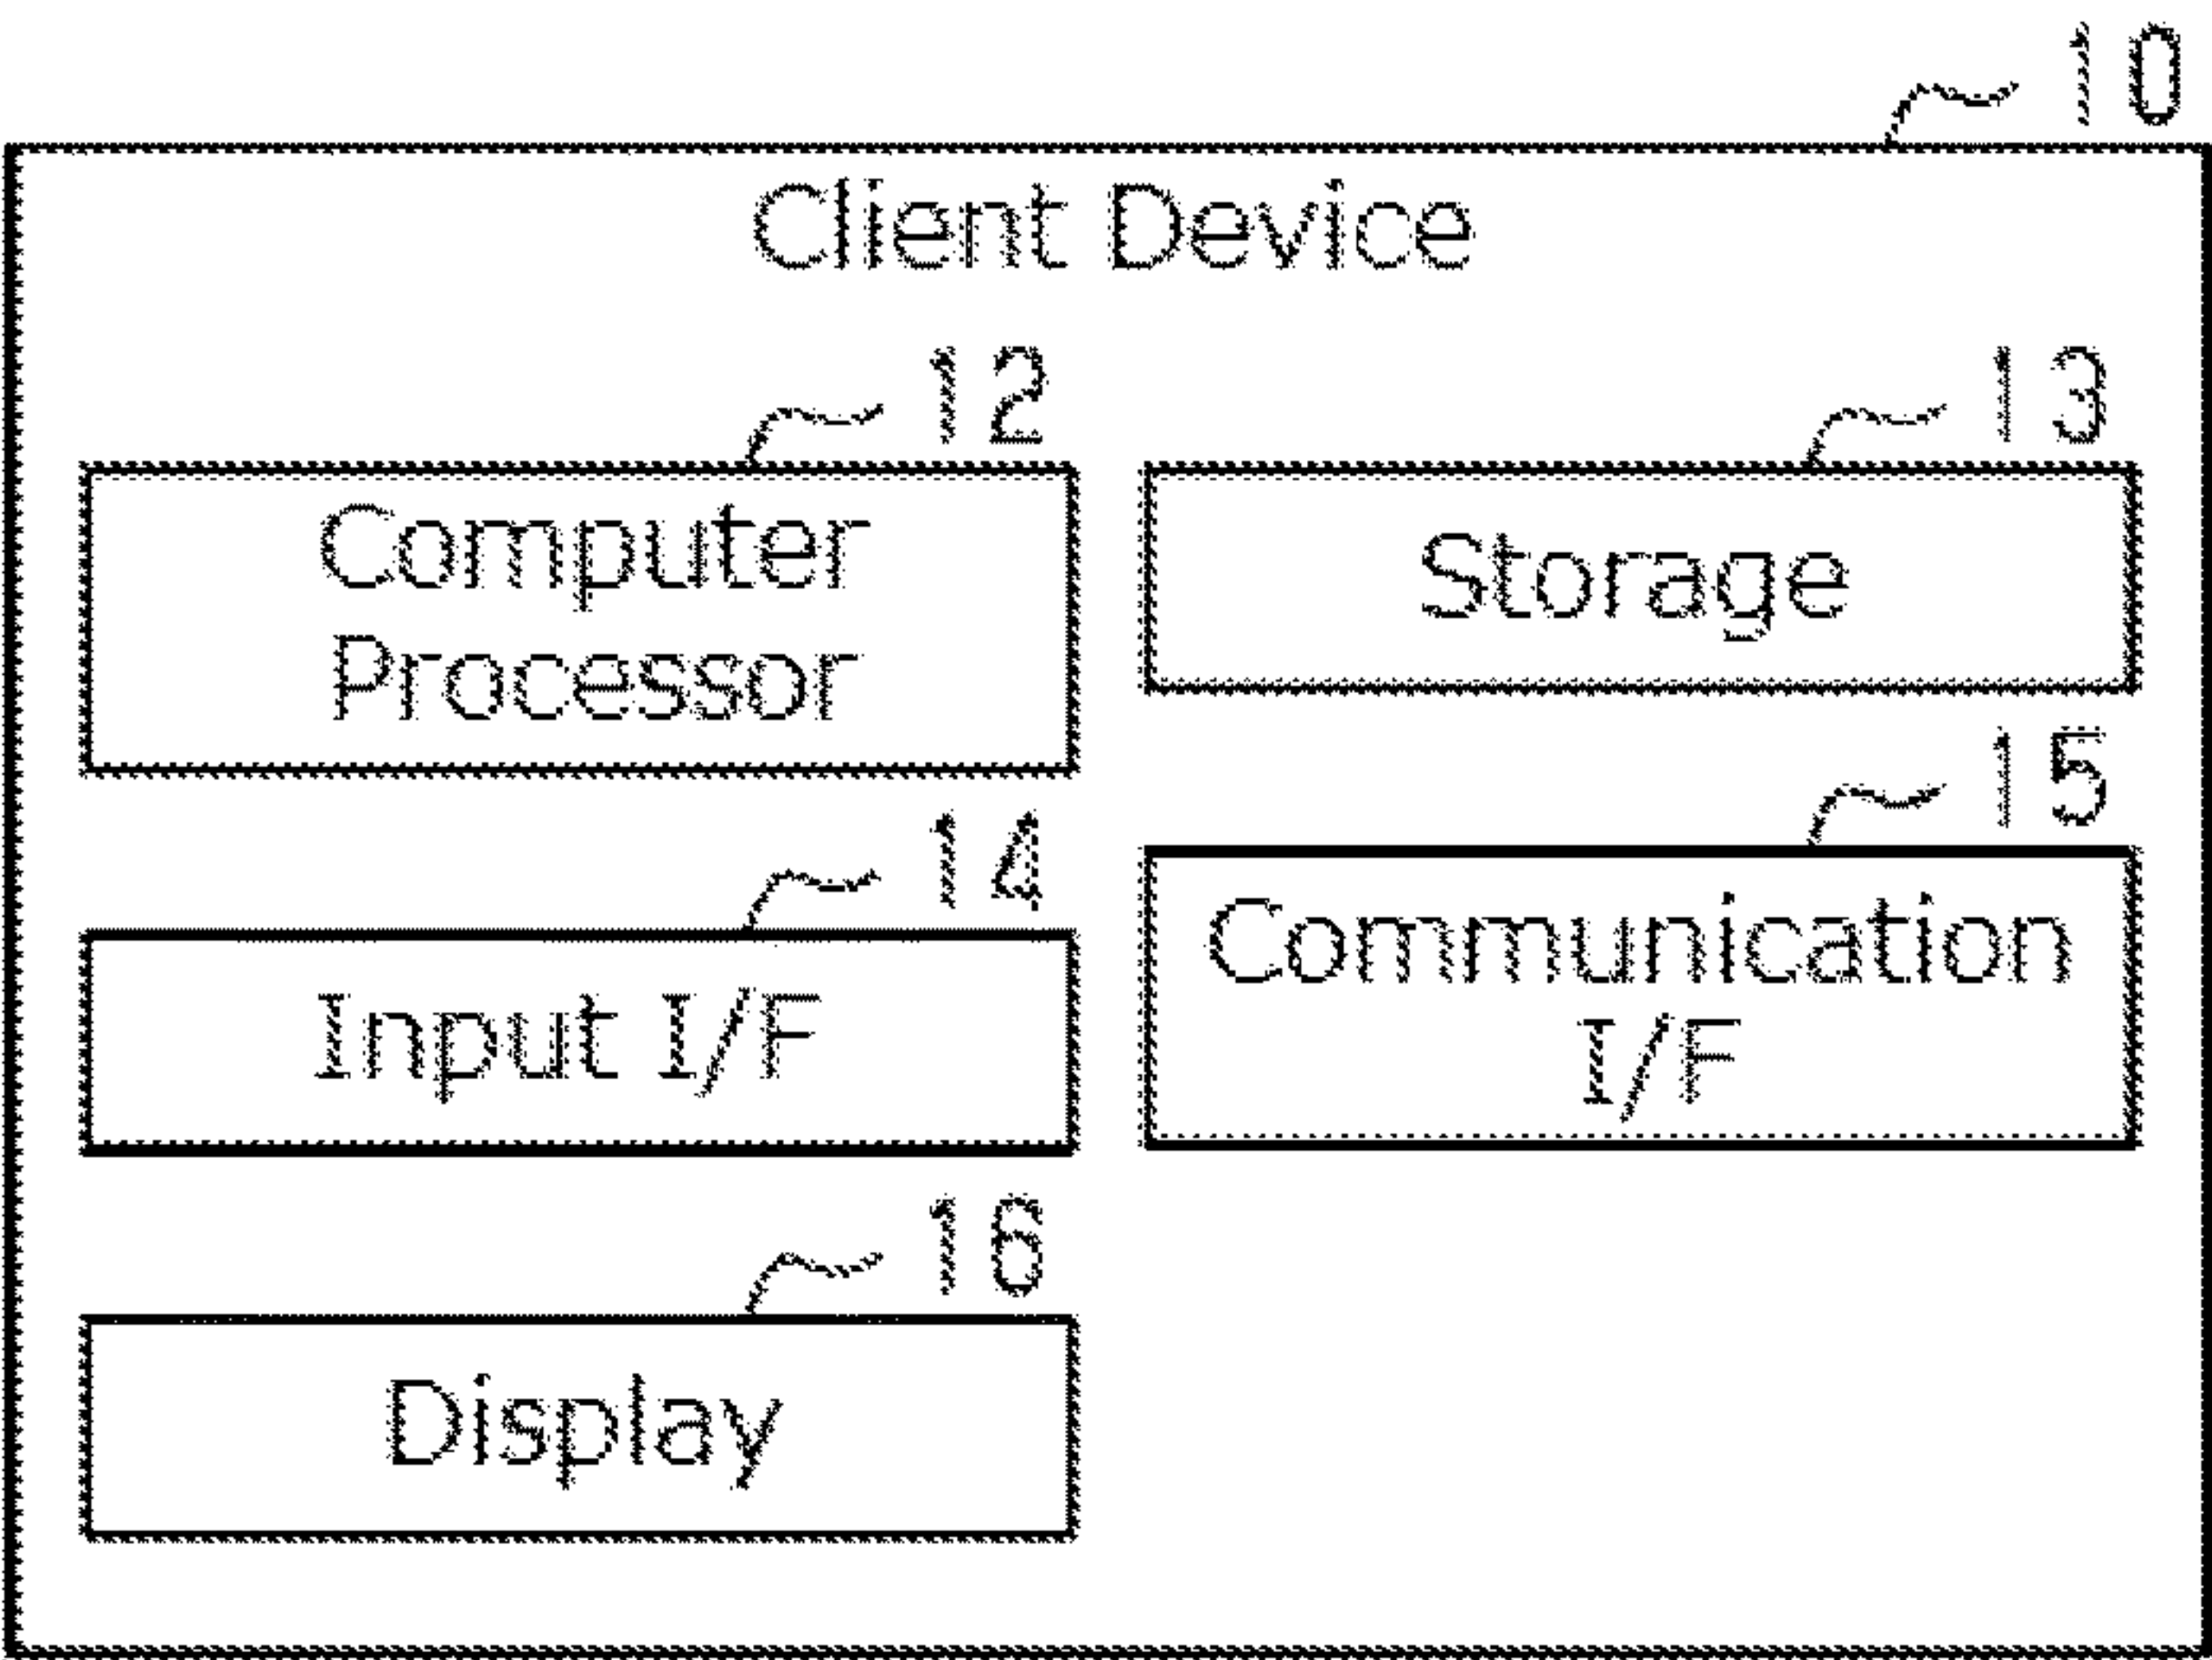 10
Client Device
12
13
Computer
Processor
Storage
14
15
Input I/F
Communication
I/F
16
Display